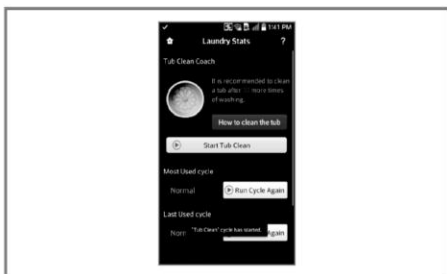 1:41 PM
Laundry Stats ?
Tub Clean Coach
It is recommended to clean
a tub after more times
of washing.
How to clean the tub
Start Tub Clean
Most Used cycle
Normal Run Cycle Again
Last Used cycle
Norr "Tub Clean" cycle has started. Again